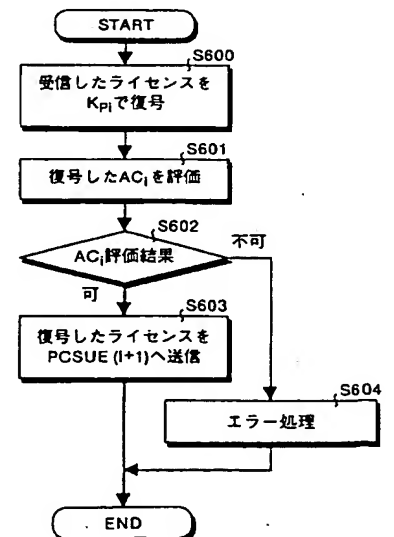 START
S600
受信したライセンスを
KPiで復号
S601
復号したACiを評価
S602
ACi評価結果
不可
可
S603
復号したライセンスを
PCSUE (I+1)へ送信
S604
エラー処理
END